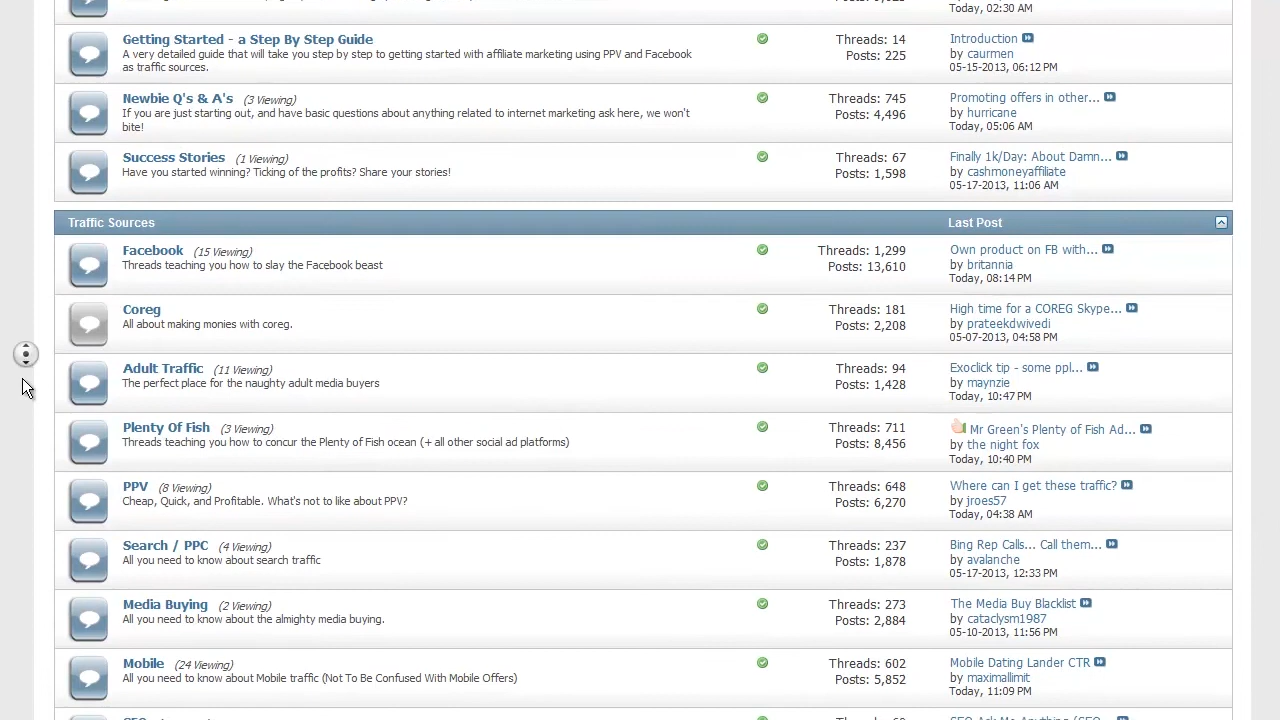 Today, 02:30 AM
Getting Started - a Step By Step Guide
A very detailed guide that will take you step by step to getting started with affiliate marketing using PPV and Facebook
as traffic sources.
Threads: 14
Posts: 225
Introduction
by caurmen
05-15-2013, 06:12 PM
Newbie Q's & A's (3 Viewing)
If you are just starting out, and have basic questions about anything related to internet marketing ask here, we won't
bite!
Threads: 745
Posts: 4,496
Promoting offers in other...
by hurricane
Today, 05:06 AM
Success Stories (1 Viewing)
Have you started winning? Ticking of the profits? Share your stories!
Threads: 67
Posts: 1,598
Finally 1k/Day: About Damn...
by cashmoneyaffiliate
05-17-2013, 11:06 AM
Traffic Sources
Last Post
Facebook (15 Viewing)
Threads teaching you how to slay the Facebook beast
Threads: 1,299
Posts: 13,610
Own product on FB with...
by britannia
Today, 08:14 PM
Coreg
All about making monies with coreg.
Threads: 181
Posts: 2,208
High time for a COREG Skype...
by prateekdwivedi
05-07-2013, 04:58 PM
Adult Traffic (11 Viewing)
The perfect place for the naughty adult media buyers
Threads: 94
Posts: 1,428
Exoclick tip - some ppl...
by maynzie
Today, 10:47 PM
Plenty Of Fish (3 Viewing)
Threads teaching you how to concur the Plenty of Fish ocean (+ all other social ad platforms)
Threads: 711
Posts: 8,456
Mr Green's Plenty of Fish Ad...
by the night fox
Today, 10:40 PM
PPV (8 Viewing)
Cheap, Quick, and Profitable. What's not to like about PPV?
Threads: 648
Posts: 6,270
Where can I get these traffic?
by jroes57
Today, 04:38 AM
Search / PPC (4 Viewing)
All you need to know about search traffic
Threads: 237
Posts: 1,878
Bing Rep Calls... Call them...
by avalanche
05-17-2013, 12:33 PM
Media Buying (2 Viewing)
All you need to know about the almighty media buying.
Threads: 273
Posts: 2,884
The Media Buy Blacklist
by cataclysm1987
05-10-2013, 11:56 PM
Mobile (24 Viewing)
All you need to know about Mobile traffic (Not To Be Confused With Mobile Offers)
Threads: 602
Posts: 5,852
Mobile Dating Lander CTR
by maximallimit
Today, 11:09 PM